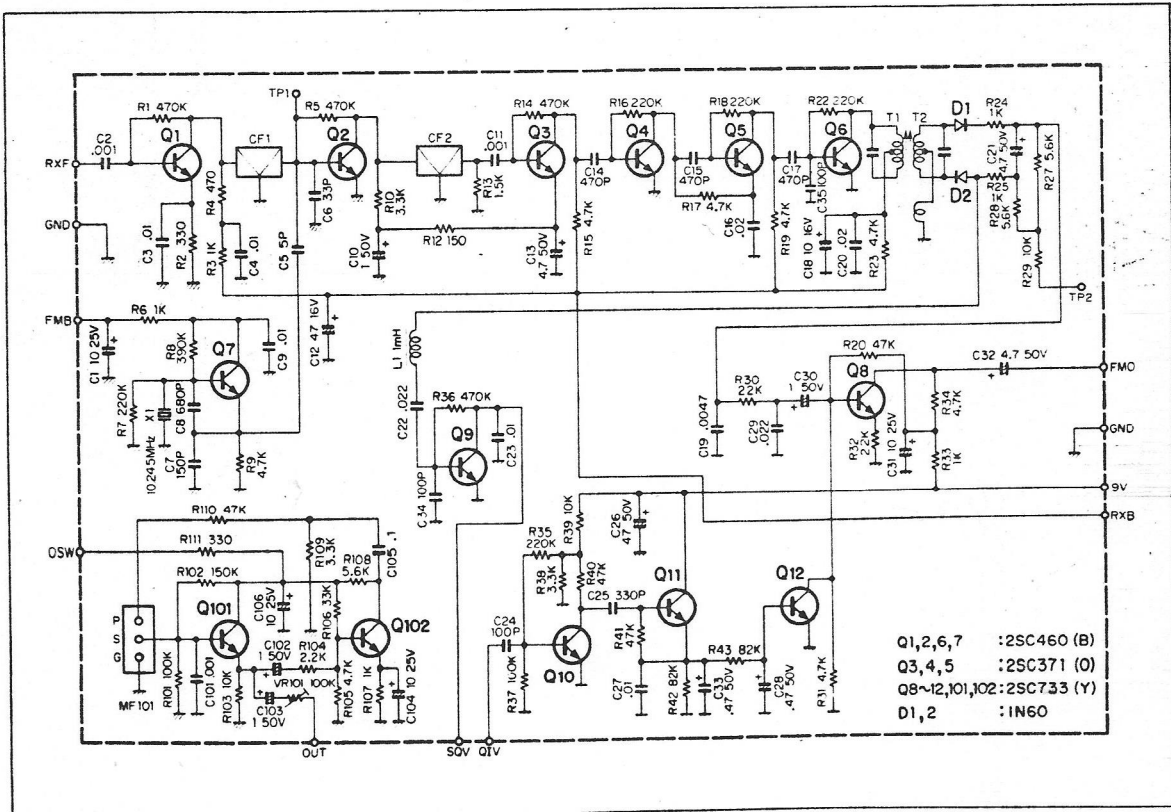 TP1
R1 470K
R5 470K
R14 470K
R16 220K
R18 220K
R22 220K
T1
T2
D1
R24
1K
C2
.001
Q1
CF1
Q2
CF2
C11
.001
Q3
Q4
Q5
Q6
C21
4.7 50V
R27 5.6K
RXF
R4 470
C6 33P
R10
3.3K
R13
1.5K
C14
470P
C15
470P
C17
470P
C35 100P
D2
R25
1K
R28
5.6K
R17 4.7K
GND
C3 .01
R2 330
R3 1K
C4 .01
C5 5P
C10
1 50V
R12 150
C13
4.7 50V
R15 4.7K
C16
.02
R19 4.7K
C18 10 16V
C20 .02
R23 4.7K
R29 10K
TP2
FMB
R6 1K
C1 10 25V
R8
390K
Q7
C9 .01
C12 47 16V
L1 1mH
R20 47K
C32 4.7 50V
FMO
R7 220K
X1
10.245MHz
C8 680P
C7
150P
R9
4.7K
C22 .022
R36 470K
Q9
C23 .01
C34 100P
C19 .0047
R30
22K
C29
.022
C30
1 50V
Q8
R32
2.2K
C31 10 25V
R34
4.7K
R33
1K
GND
9V
RXB
R110 47K
OSW
R111 330
R109
3.3K
C105 .1
R102 150K
R108
5.6K
R35
220K
R39 10K
C26
47 50V
R38
3.3K
R40
47K
C25 330P
Q11
Q12
P
S
G
MF101
Q101
C106
10 25V
R106 33K
Q102
C102
1 50V
R104
2.2K
C24
100P
Q10
R41
47K
R43 82K
R101 100K
C101 .001
R103 10K
C103
1 50V
VR101 100K
R105 4.7K
R107 1K
C104 10 25V
R37 100K
C27
.01
R42 82K
C33
.47 50V
C28
.47 50V
R31 4.7K
OUT
SQV
QIV
Q1,2,6,7 :2SC460 (B)
Q3,4,5 :2SC371 (O)
Q8~12,101,102:2SC733 (Y)
D1,2 :1N60